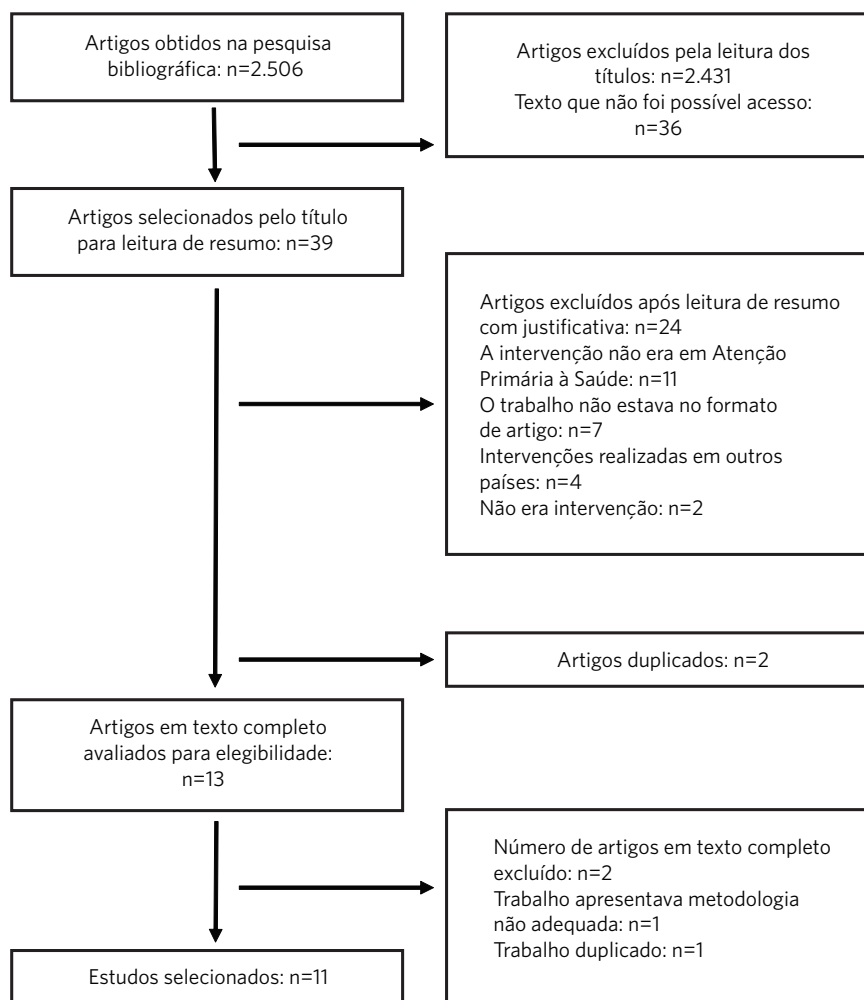 Artigos obtidos na pesquisa
bibliográfica: n=2.506
Artigos excluídos pela leitura dos
títulos: n=2.431
Texto que não foi possível acesso:
n=36
Artigos selecionados pelo título
para leitura de resumo: n=39
Artigos excluídos após leitura de resumo
com justificativa: n=24
A intervenção não era em Atenção
Primária à Saúde: n=11
O trabalho não estava no formato
de artigo: n=7
Intervenções realizadas em outros
países: n=4
Não era intervenção: n=2
Artigos duplicados: n=2
Artigos em texto completo
avaliados para elegibilidade:
n=13
Número de artigos em texto completo
excluído: n=2
Trabalho apresentava metodologia
não adequada: n=1
Trabalho duplicado: n=1
Estudos selecionados: n=11